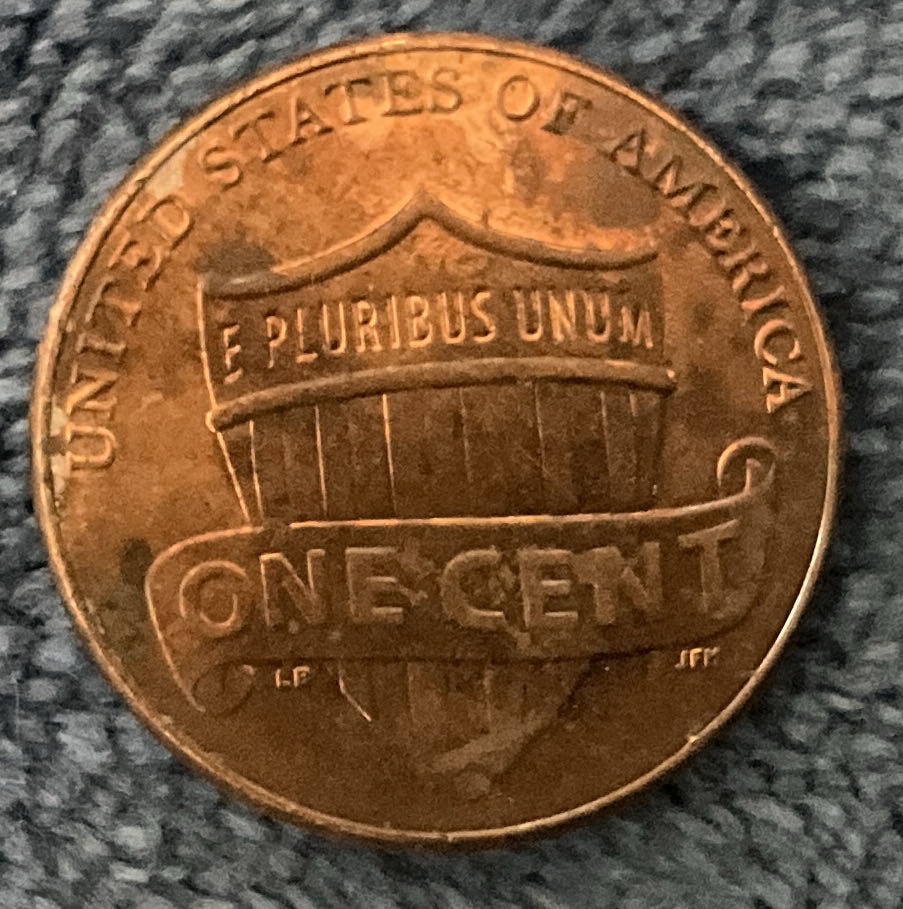 UNITED STATES OF AMERICA
E PLURIBUS UNUM
ONE CENT
LB
JFM